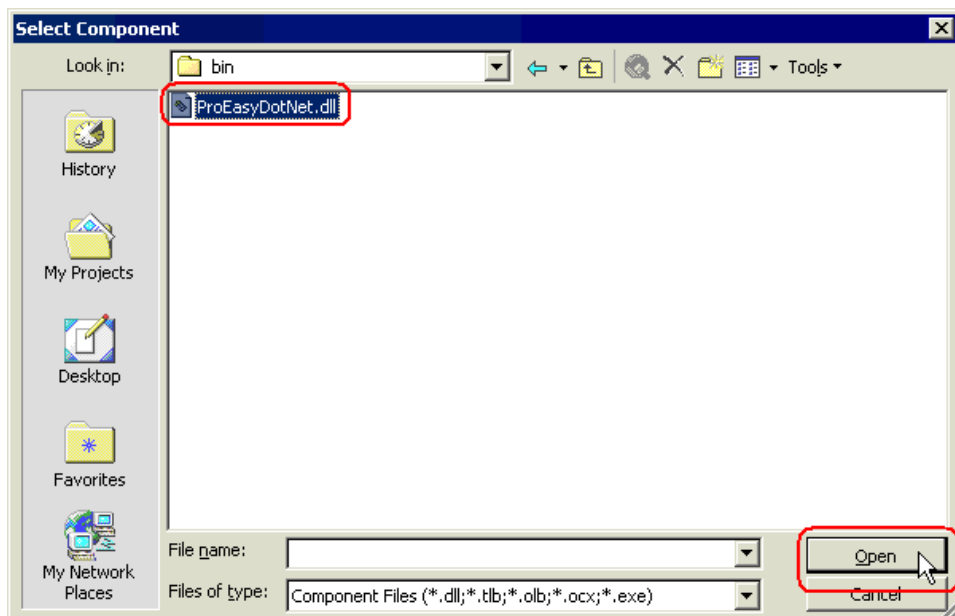 Select Component
Look in:
bin
Tools
ProEasyDotNet.dll
History
My Projects
Desktop
Favorites
My Network
Places
File name:
Open
Files of type:
Component Files (*.dll;*.tlb;*.olb;*.ocx;*.exe)
Cancel